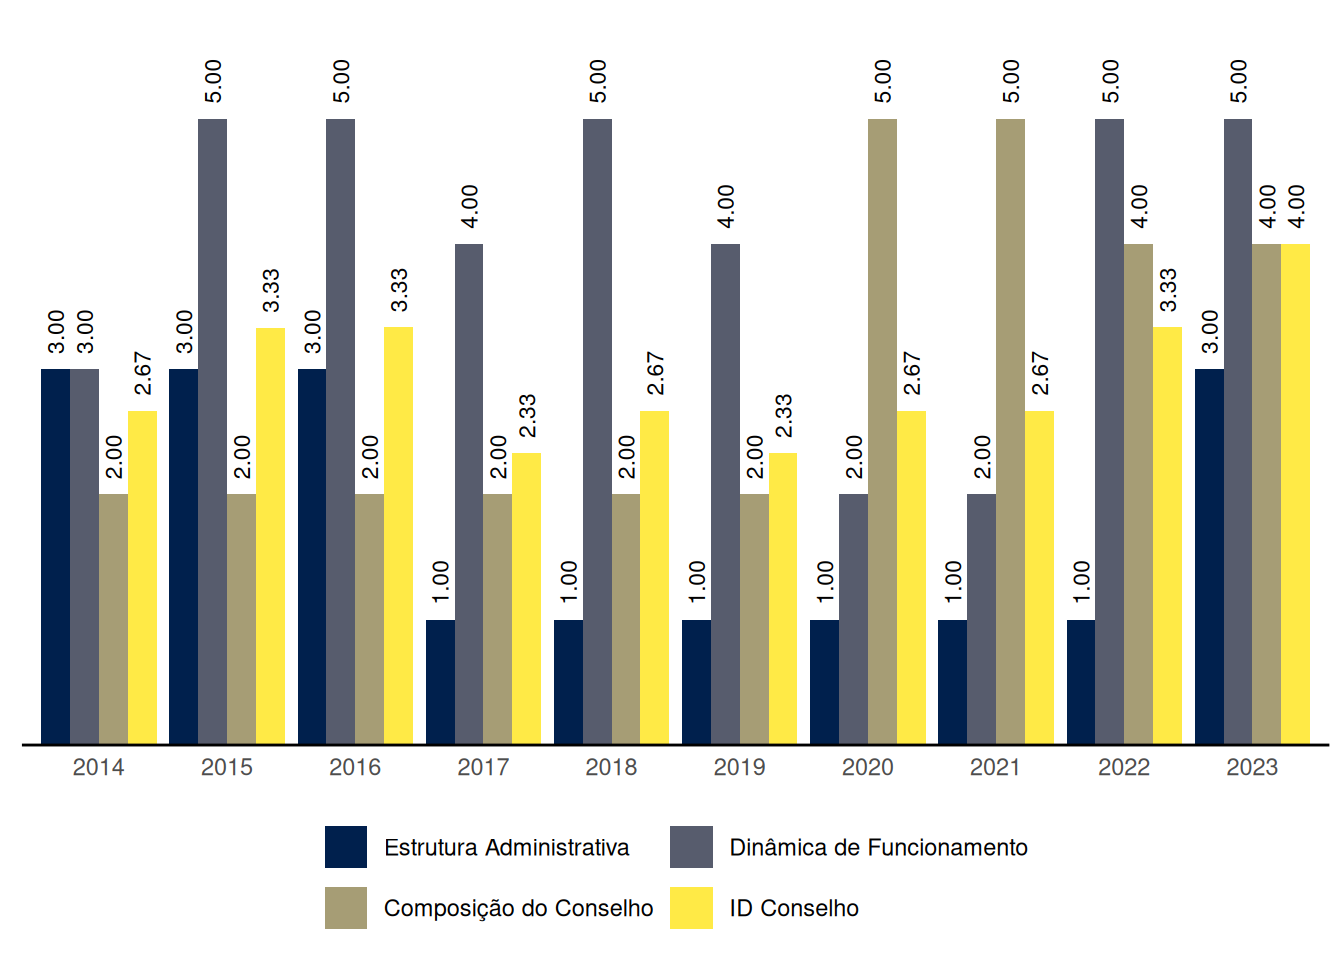 5.00 5.00 5.00 5.00 5.00 5.00 5.00
4.00 4.00 4.00 4.00 4.00
3.33 3.33 3.33
3.00 3.00 3.00 3.00 3.00
2.67 2.67 2.67 2.67
2.33 2.33
2.00 2.00 2.00 2.00 2.00 2.00 2.00 2.00
1.00 1.00 1.00 1.00 1.00 1.00
2014 2015 2016 2017 2018 2019 2020 2021 2022 2023
Estrutura Administrativa Dinâmica de Funcionamento
Composição do Conselho ID Conselho